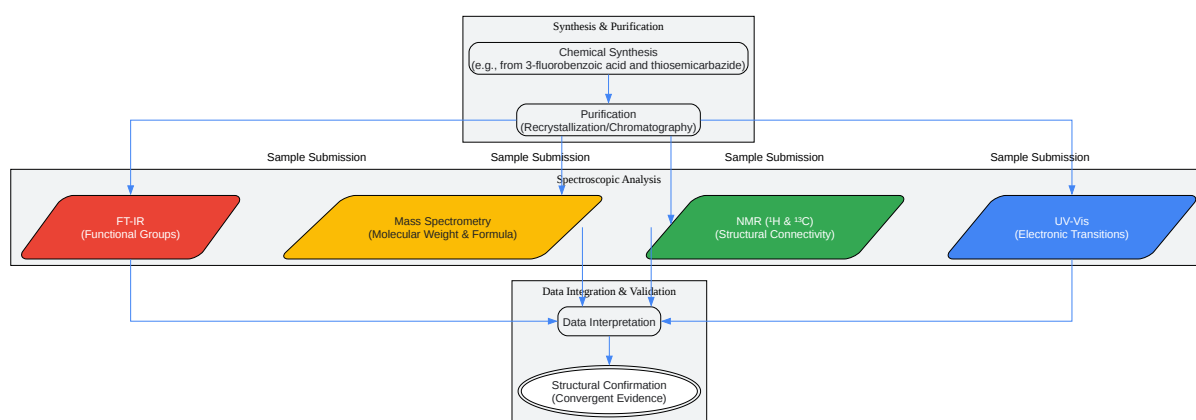 Synthesis & Purification
Chemical Synthesis
(e.g., from 3-fluorobenzoic acid and thiosemicarbazide)
Purification
(Recrystallization/Chromatography)
Sample Submission
Sample Submission
Sample Submission
Sample Submission
Spectroscopic Analysis
FT-IR
(Functional Groups)
Mass Spectrometry
(Molecular Weight & Formula)
NMR (¹H & ¹³C)
(Structural Connectivity)
UV-Vis
(Electronic Transitions)
Data Integration & Validation
Data Interpretation
Structural Confirmation
(Convergent Evidence)